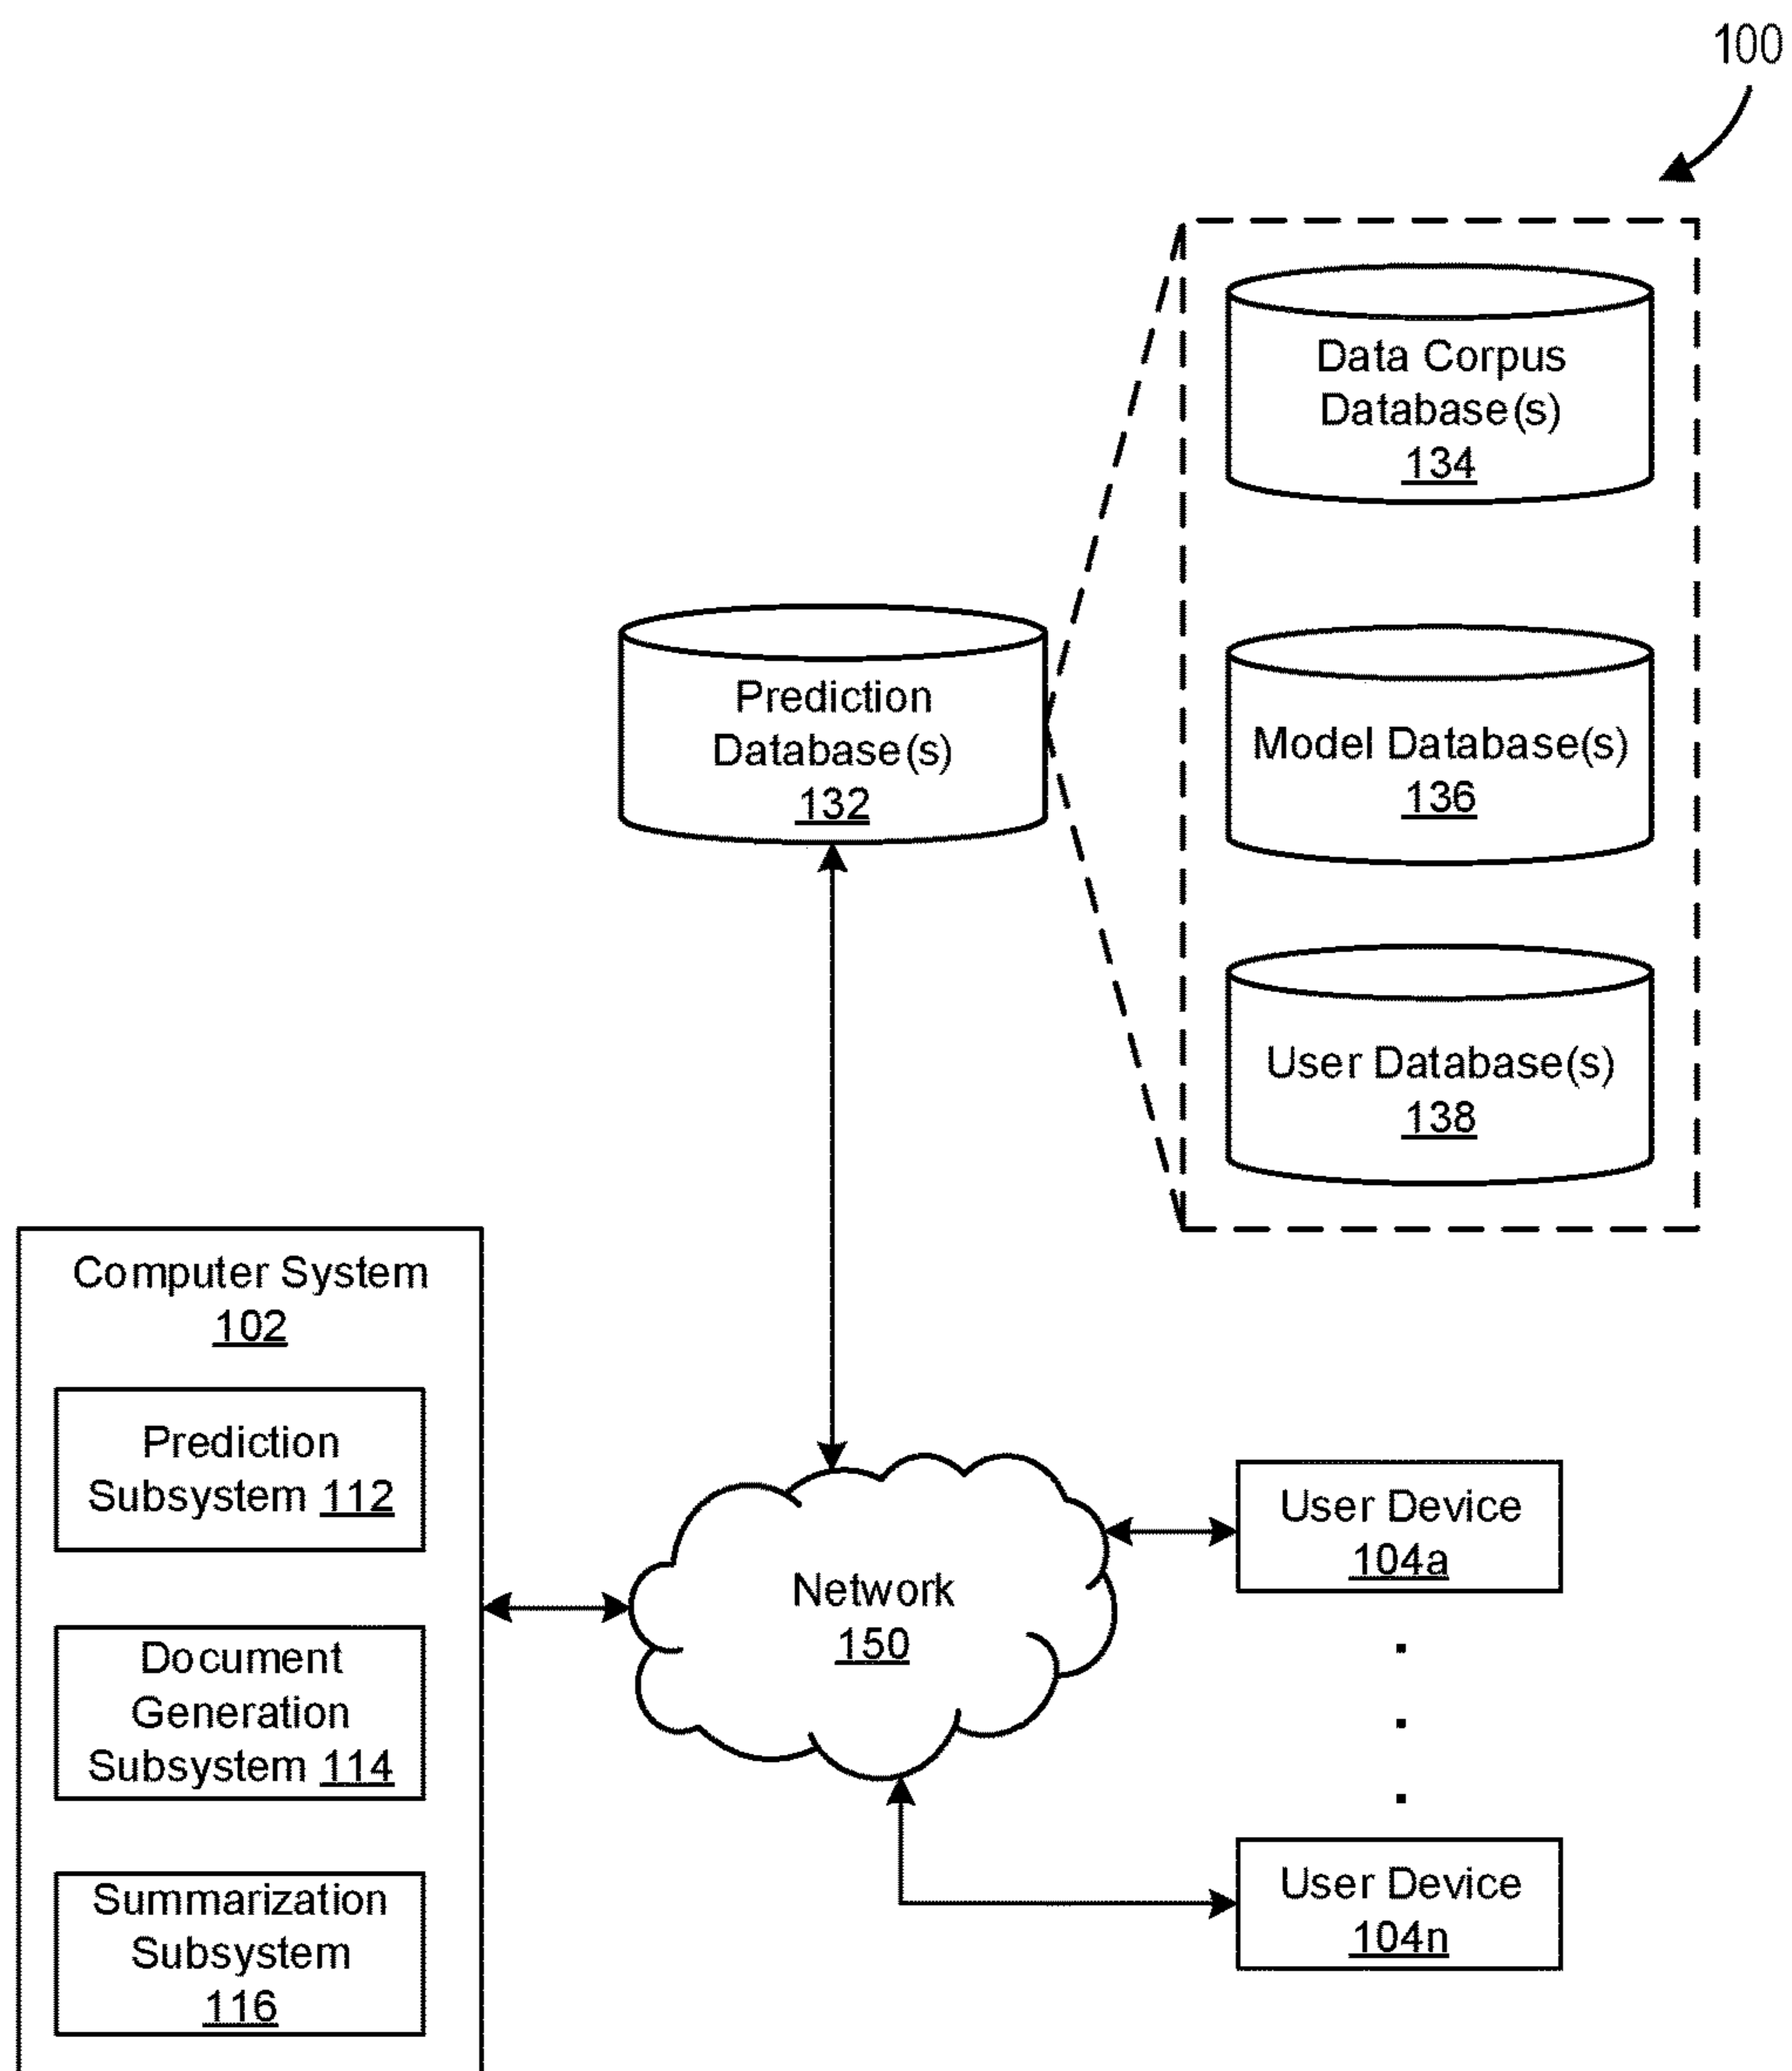 100
Data Corpus
Database(s)
134
Prediction
Database(s)
132
Model Database(s)
136
User Database(s)
138
Computer System
102
Prediction
Subsystem 112
Document
Generation
Subsystem 114
Summarization
Subsystem
116
Network
150
User Device
104a
User Device
104n